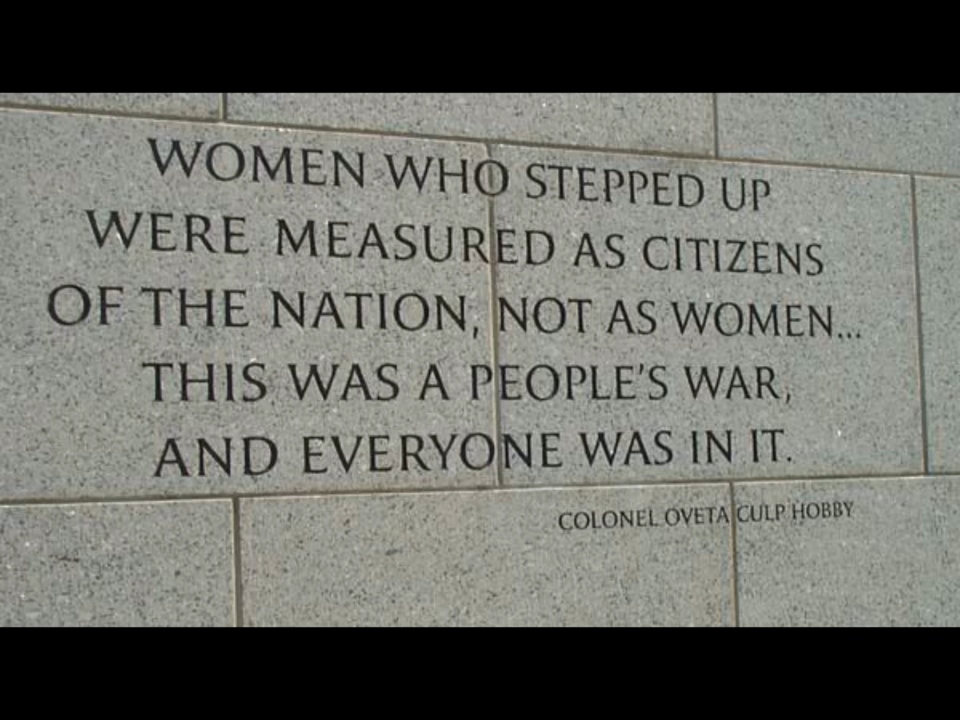 WOMEN WHO STEPPED UP
WERE MEASURED AS CITIZENS
OF THE NATION, NOT AS WOMEN...
THIS WAS A PEOPLE'S WAR,
AND EVERYONE WAS IN IT.
COLONEL OVETA CULP HOBBY